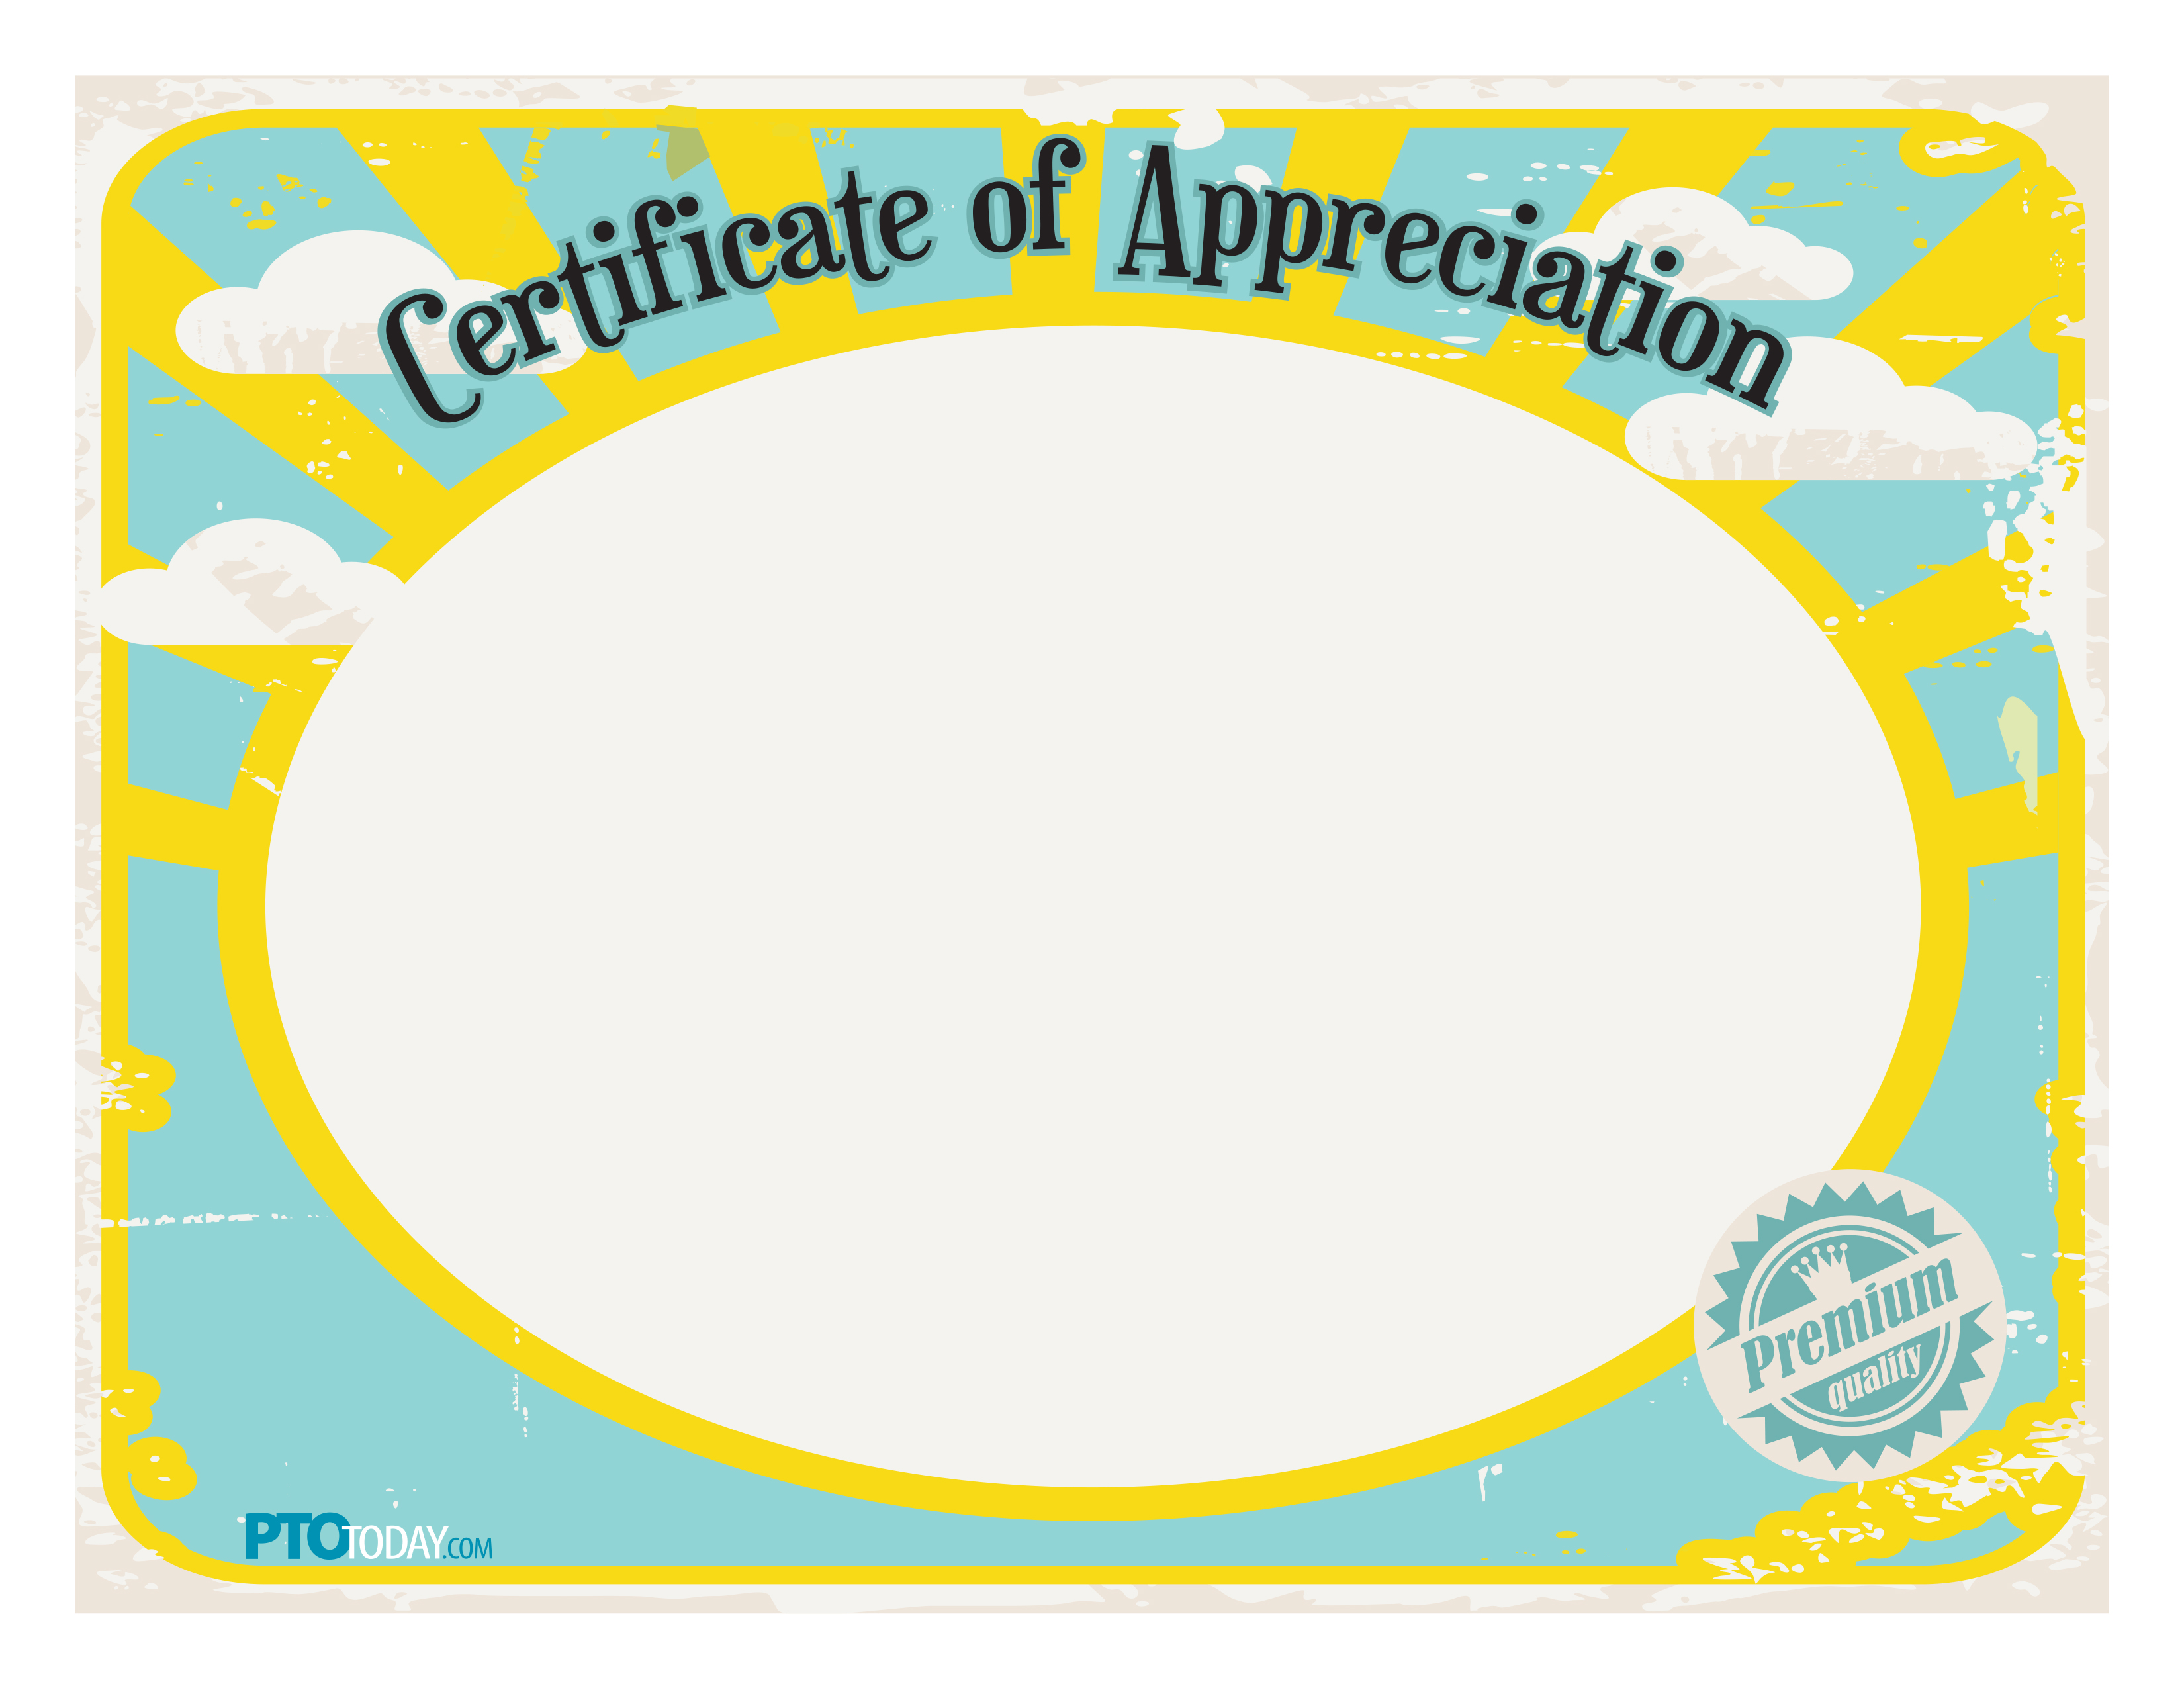 Certificate of Appreciation
Premium
quality
PTOTODAY.COM